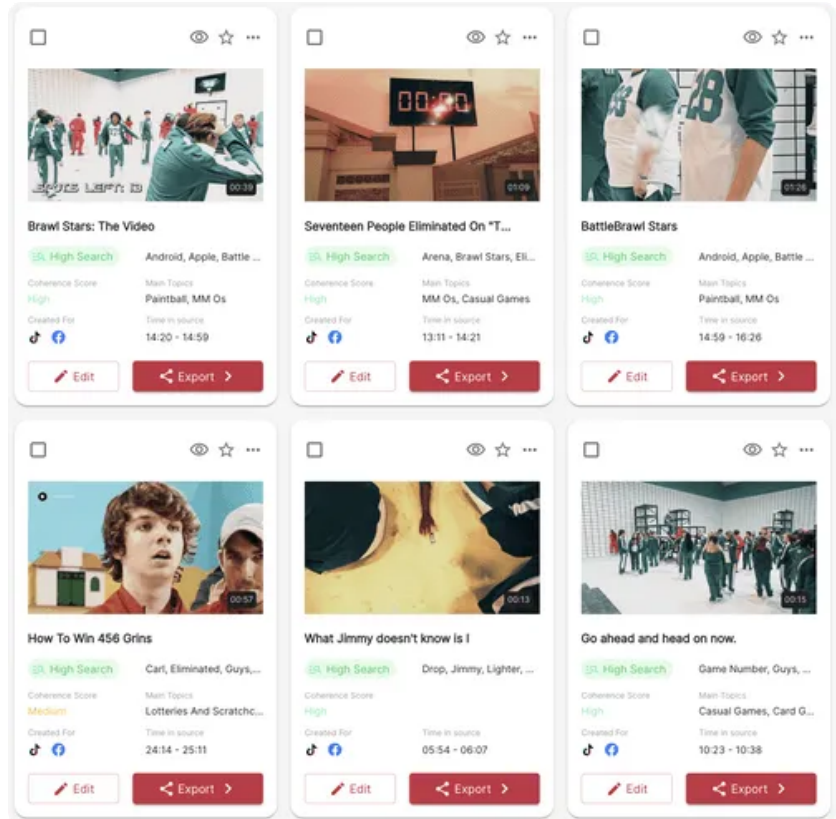 SPOTS LEFT: 13
00:39
Brawl Stars: The Video
High Search
Android, Apple, Battle ...
Coherence Score
Main Topics
High
Paintball, MM Os
Created For
Time in source
14:20 - 14:59
Edit
Export
00:00
01:09
Seventeen People Eliminated On "T...
High Search
Arena, Brawl Stars, Eli...
Coherence Score
Main Topics
High
MM Os, Casual Games
Created For
Time in source
13:11 - 14:21
Edit
Export
28
01:26
BattleBrawl Stars
High Search
Android, Apple, Battle ...
Coherence Score
Main Topics
High
Paintball, MM Os
Created For
Time in source
14:59 - 16:26
Edit
Export
00:57
How To Win 456 Grins
High Search
Carl, Eliminated, Guys,...
Coherence Score
Main Topics
Medium
Lotteries And Scratchc...
Created For
Time in source
24:14 - 25:11
Edit
Export
00:13
What Jimmy doesn't know is I
High Search
Drop, Jimmy, Lighter, ...
Coherence Score
High
Created For
Time in source
05:54 - 06:07
Edit
Export
00:15
Go ahead and head on now.
High Search
Game Number, Guys, ...
Coherence Score
Main Topics
High
Casual Games, Card G...
Created For
Time in source
10:23 - 10:38
Edit
Export